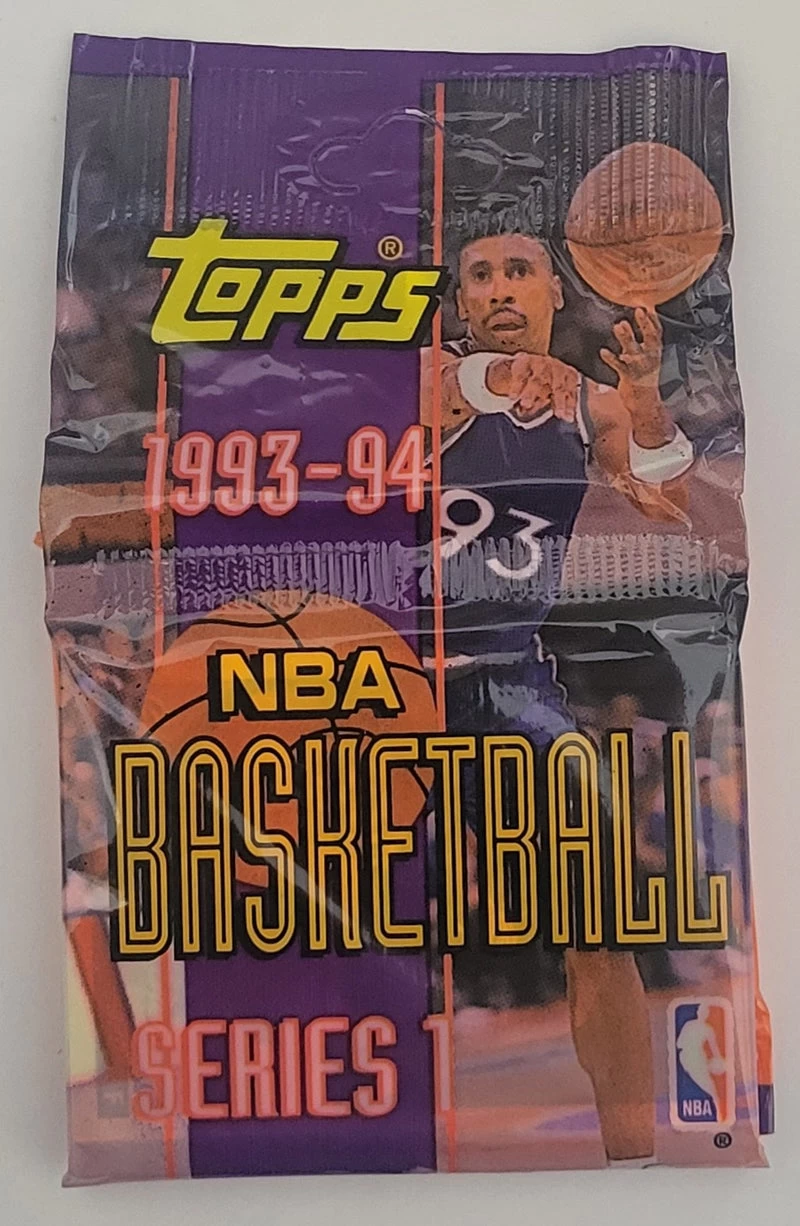 Topps®
1993-94
93
NBA
BASKETBALL
SERIES 1
NBA
®